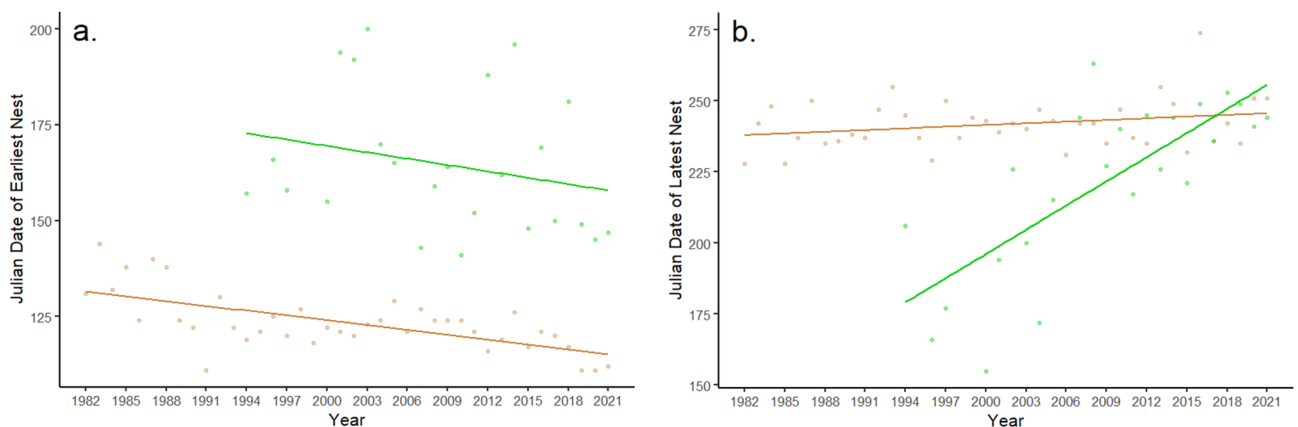 a.
Julian Date of Earliest Nest
200
175
150
125
1982 1985 1988 1991 1994 1997 2000 2003 2006 2009 2012 2015 2018 2021
Year
b.
Julian Date of Latest Nest
275
250
225
200
175
150
1982 1985 1988 1991 1994 1997 2000 2003 2006 2009 2012 2015 2018 2021
Year